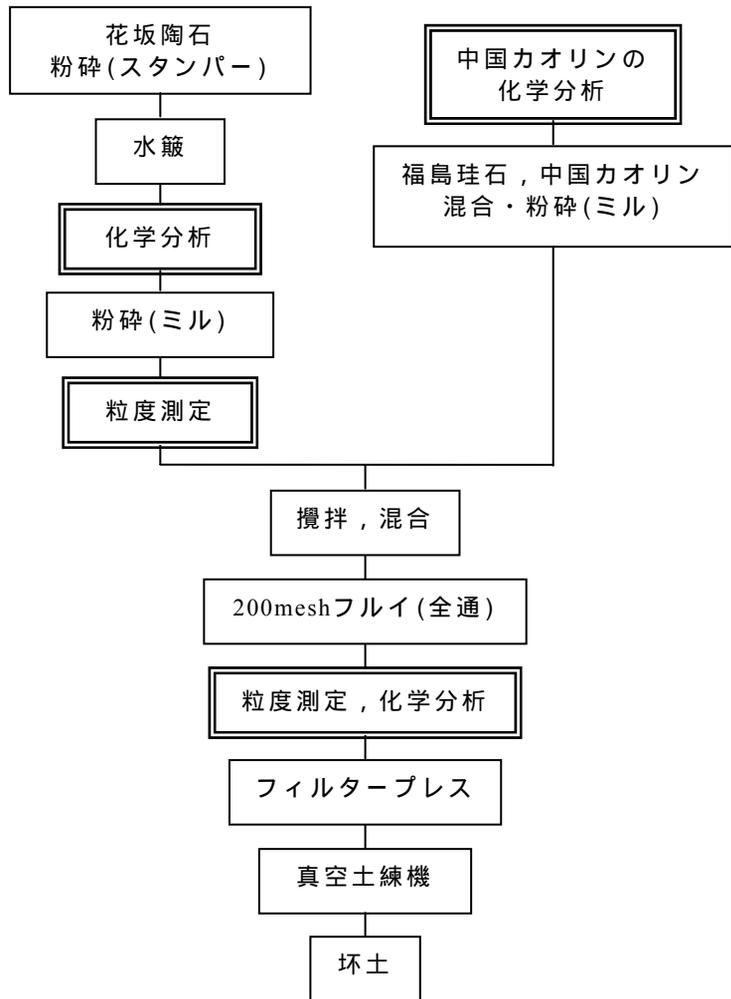 花坂陶石
粉砕(スタンパー)
水簸
化学分析
粉砕(ミル)
粒度測定
中国カオリンの
化学分析
福島珪石，中国カオリン
混合・粉砕(ミル)
攪拌，混合
200meshフルイ(全通)
粒度測定，化学分析
フィルタープレス
真空土練機
坏土